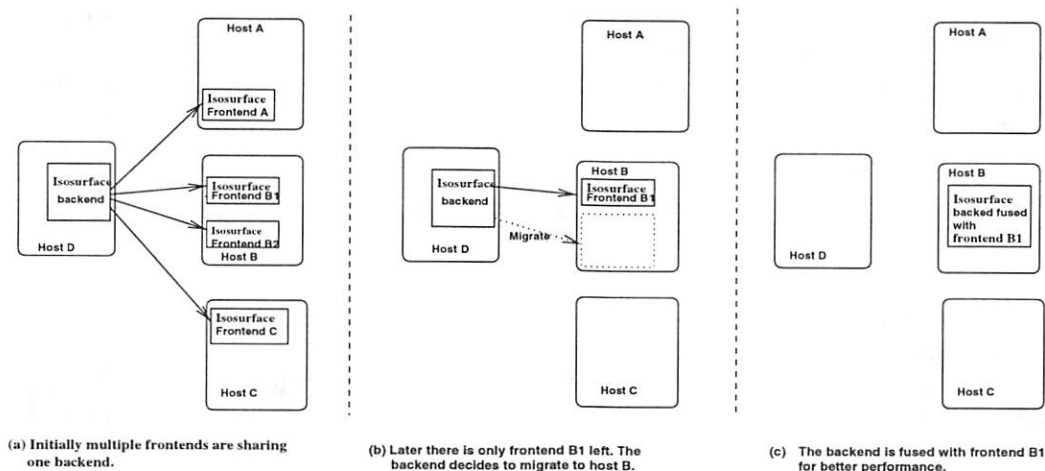 Host A
Isosurface
Frontend A
Isosurface
backend
Host D
Isosurface
Frontend B1
Isosurface
Frontend B2
Host B
Isosurface
Frontend C
Host C
(a) Initially multiple frontends are sharing
one backend.
Host A
Host B
Isosurface
Frontend B1
Isosurface
backend
Migrate
Host D
Host C
(b) Later there is only frontend B1 left. The
backend decides to migrate to host B.
Host A
Host B
Isosurface
backed fused
with
frontend B1
Host D
Host C
(c) The backend is fused with frontend B1
for better performance.